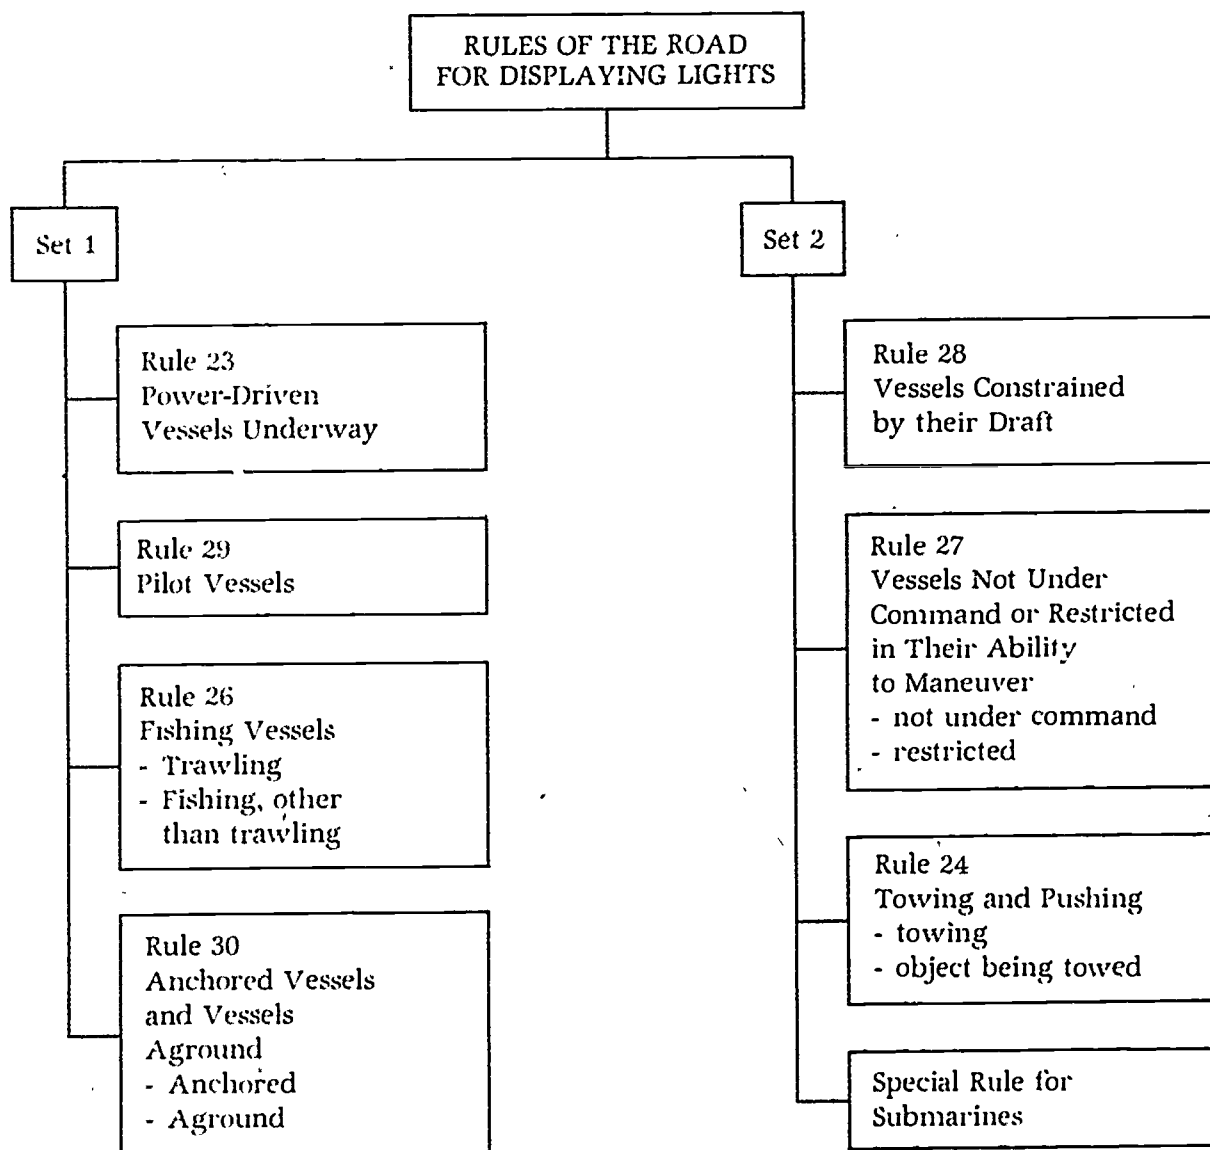 RULES OF THE ROAD
FOR DISPLAYING LIGHTS
Set 1
Rule 23
Power-Driven
Vessels Underway
Rule 29
Pilot Vessels
Rule 26
Fishing Vessels
- Trawling
- Fishing, other
than trawling
Rule 30
Anchored Vessels
and Vessels
Aground
- Anchored
- Aground
Set 2
Rule 28
Vessels Constrained
by their Draft
Rule 27
Vessels Not Under
Command or Restricted
in Their Ability
to Maneuver
- not under command
- restricted
Rule 24
Towing and Pushing
- towing
- object being towed
Special Rule for
Submarines